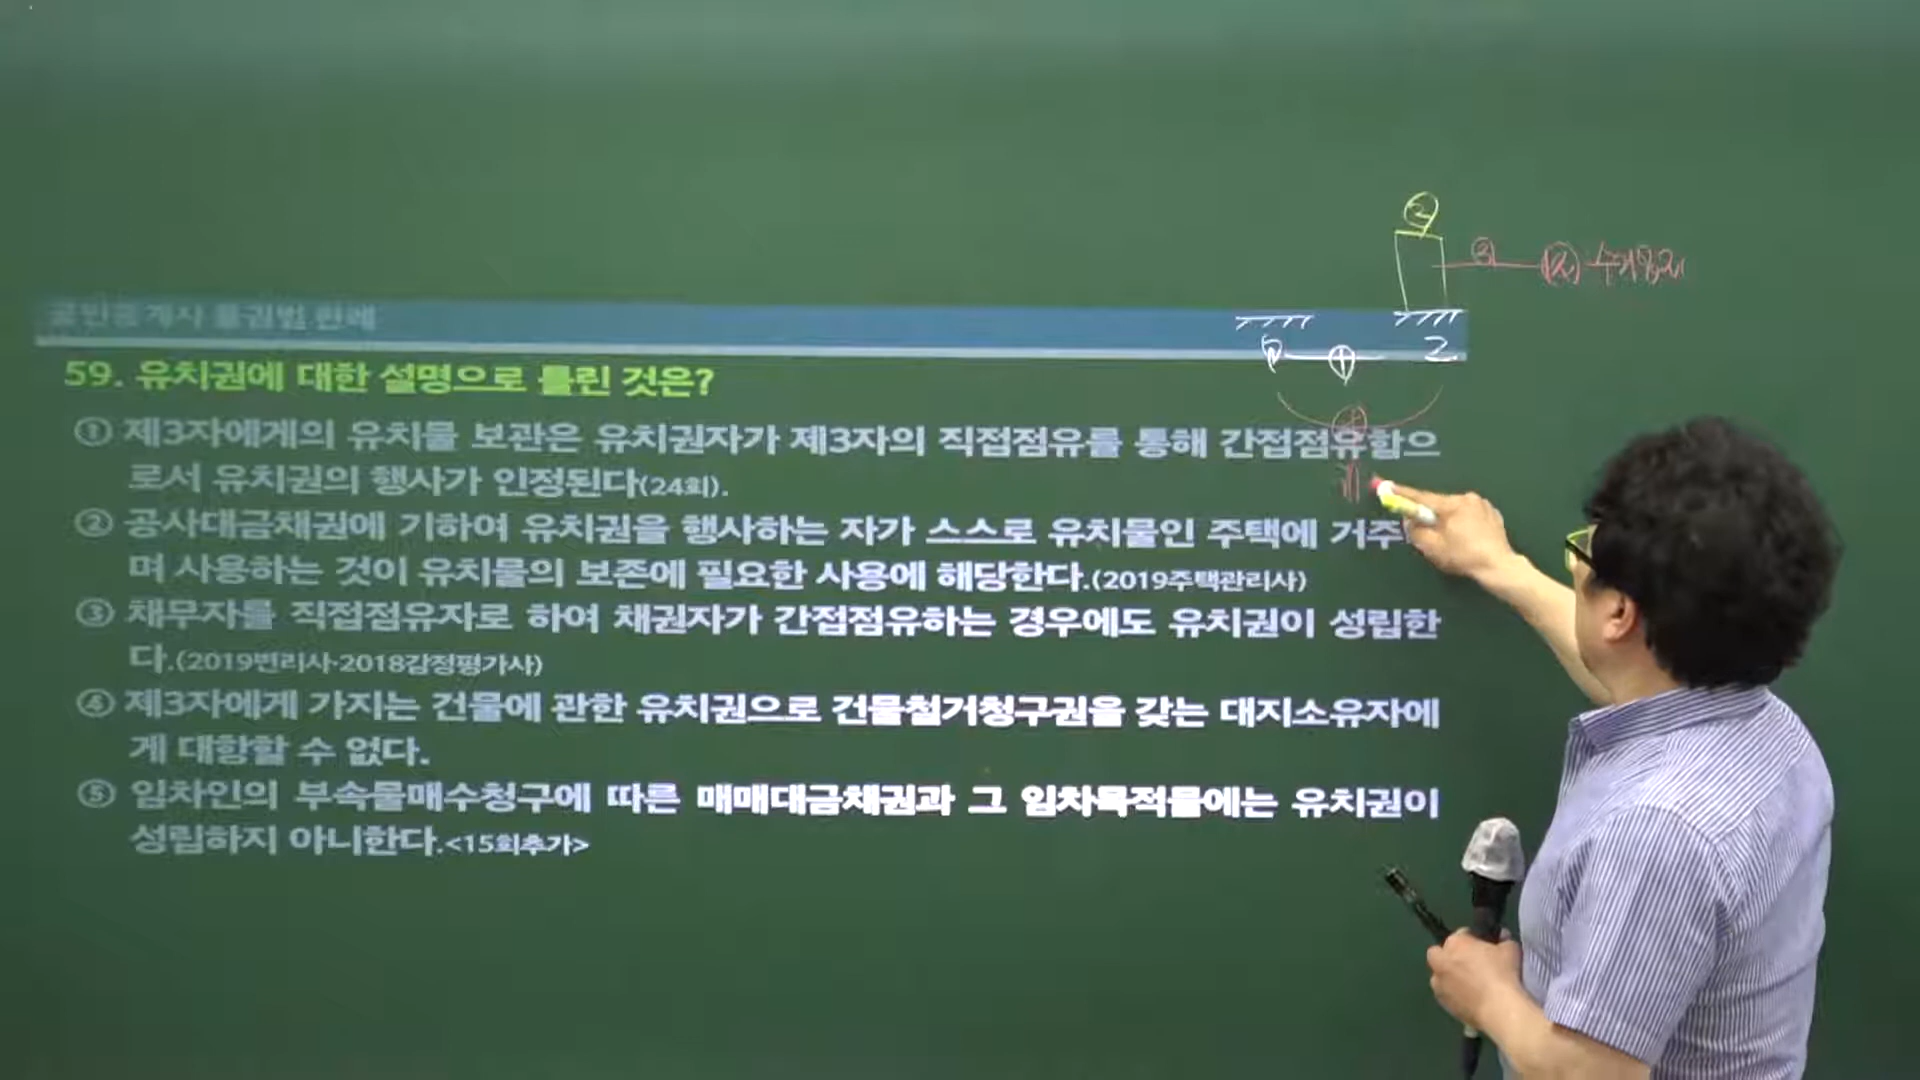 공인중개사 물권법 판례
59. 유치권에 대한 설명으로 틀린 것은?
① 제3자에게의 유치물 보관은 유치권자가 제3자의 직접점유를 통해 간접점유함으
로서 유치권의 행사가 인정된다(24회).
② 공사대금채권에 기하여 유치권을 행사하는 자가 스스로 유치물인 주택에 거주
며 사용하는 것이 유치물의 보존에 필요한 사용에 해당한다.(2019주택관리사)
③ 채무자를 직접점유자로 하여 채권자가 간접점유하는 경우에도 유치권이 성립한
다.(2019변리사·2018감정평가사)
④ 제3자에게 가지는 건물에 관한 유치권으로 건물철거청구권을 갖는 대지소유자에
게 대항할 수 없다.
⑤ 임차인의 부속물매수청구에 따른 매매대금채권과 그 임차목적물에는 유치권이
성립하지 아니한다.<15회추가>
②
③
①
2